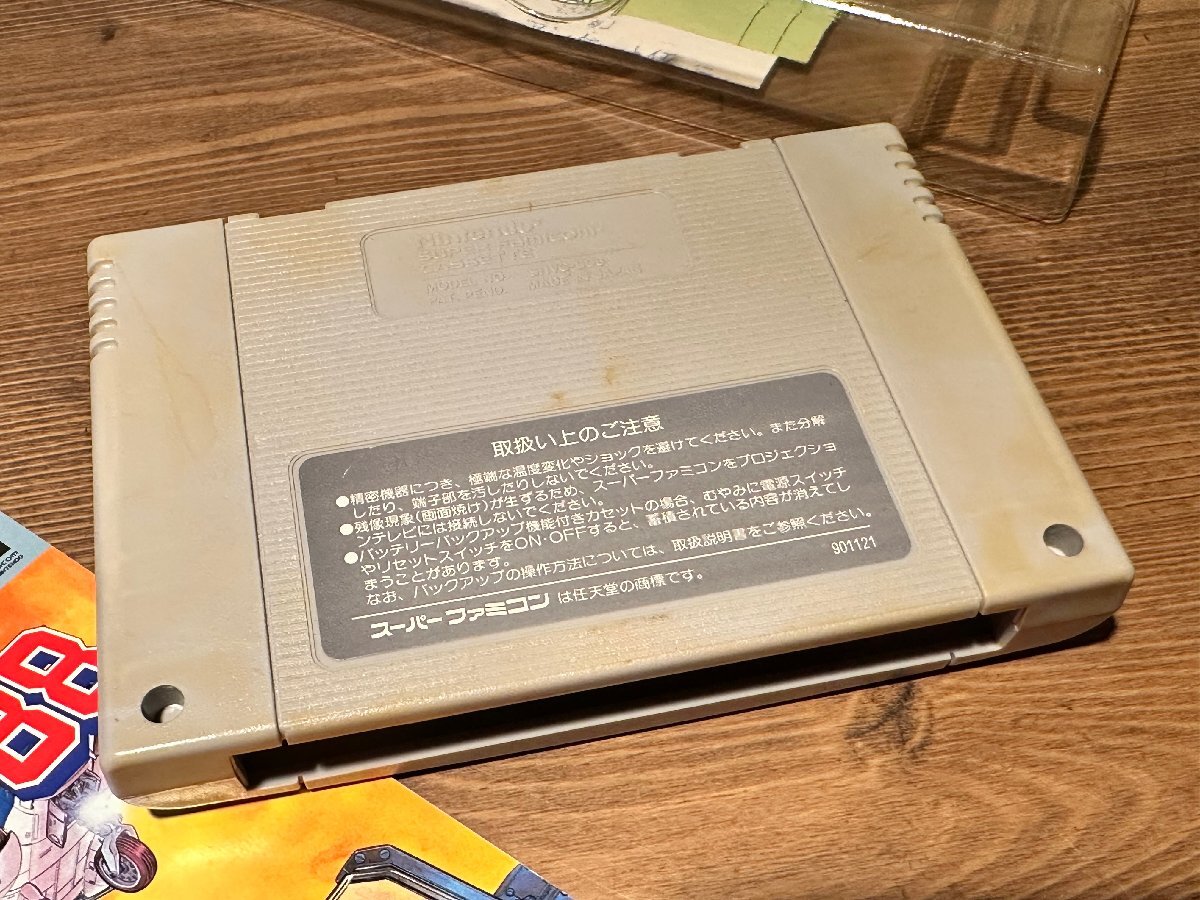 Nintendo
SUPER FAMICOM
CASSETTE
MODEL NO.
PAT. PEND. MADE IN JAPAN
取扱い上のご注意
●精密機器につき、極端な温度変化やショックを避けてください。また分解
したり、端子部を汚したりしないでください。
●残像現象(画面焼け)が生ずるため、スーパーファミコンをプロジェクショ
ンテレビには接続しないでください。
●バッテリーバックアップ機能付きカセットの場合、むやみに電源スイッチ
やリセットスイッチをON・OFFすると、蓄積されている内容が消えてし
まうことがあります。
なお、バックアップの操作方法については、取扱説明書をご参照ください。
901121
スーパーファミコン は任天堂の商標です。
88